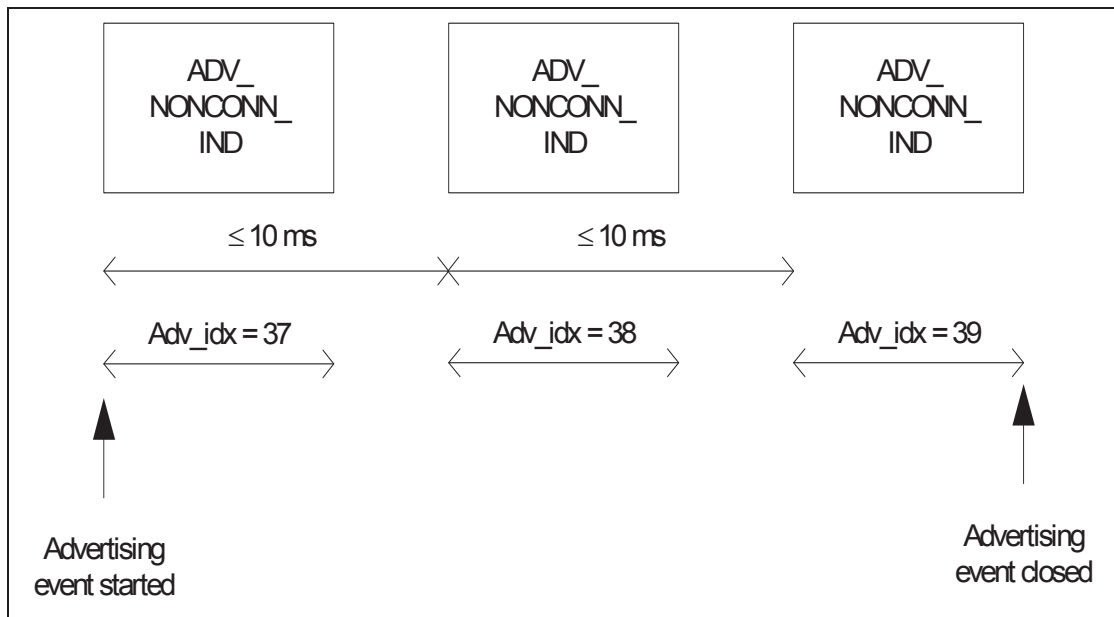 ADV_
NONCONN_
IND
ADV_
NONCONN_
IND
ADV_
NONCONN_
IND
≤ 10 ms
≤ 10 ms
Adv_idx = 37
Adv_idx = 38
Adv_idx = 39
Advertising
event started
Advertising
event closed